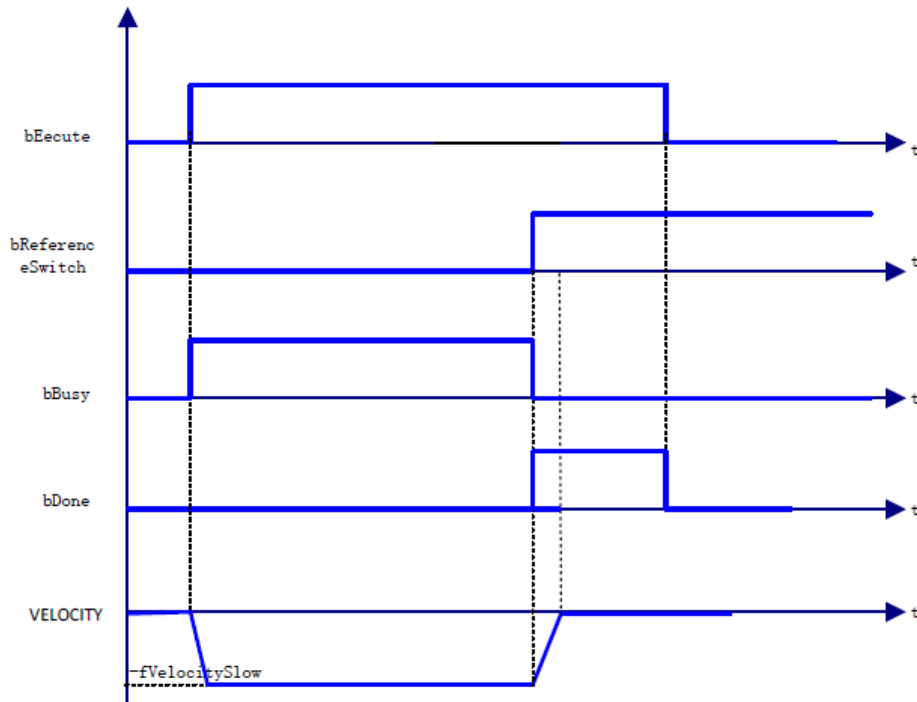 bEecute
t
bReferenc
eSwitch
t
bBusy
t
bDone
t
VELOCITY
t
-fVelocitySlow